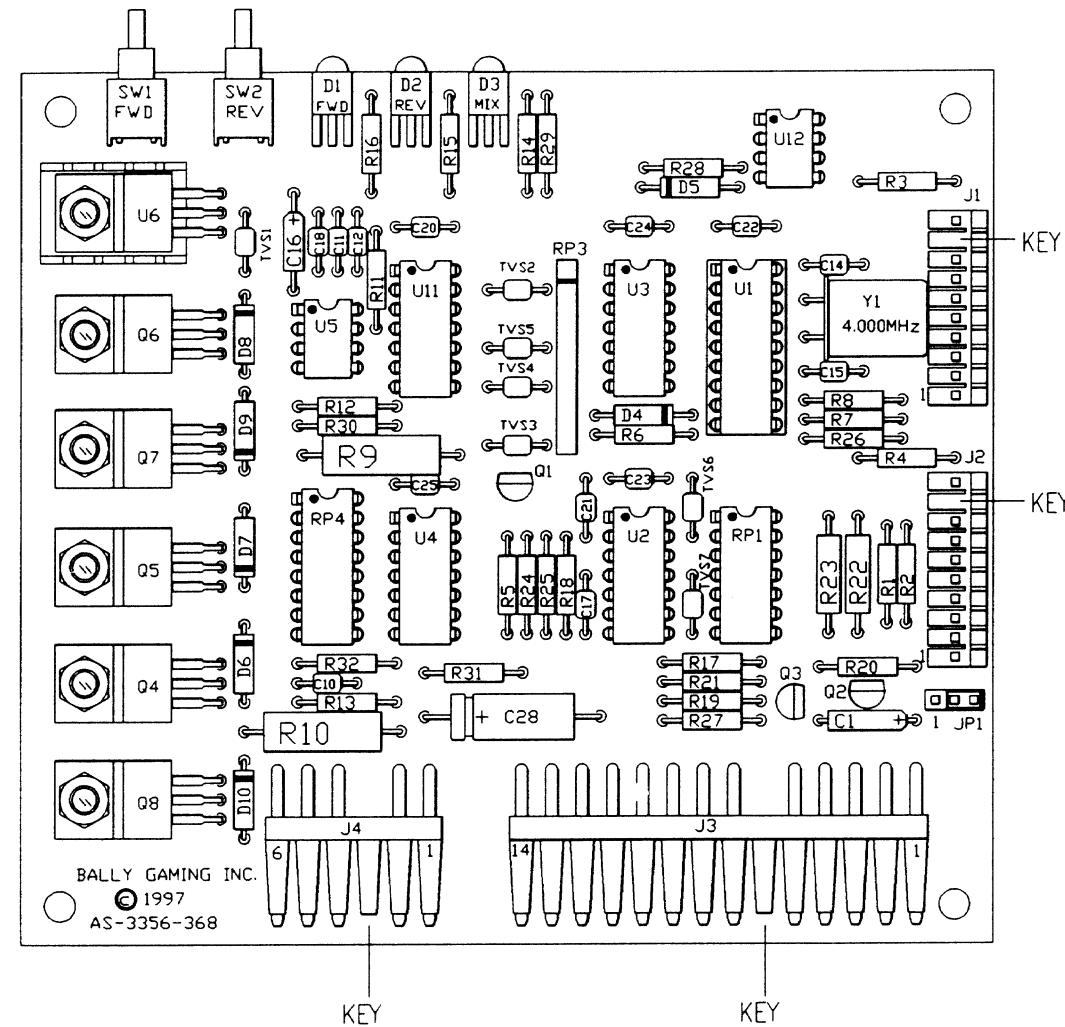 SW1
FWD
SW2
REV
D1
FWD
D2
REV
D3
MIX
R16
R15
R14
R29
U12
R28
D5
R3
J1
KEY
U6
TVS1
C16
+
C18
C11
C12
R11
C20
C24
C22
RP3
TVS2
C14
U5
U11
U3
U1
Y1
4.000MHz
Q6
D8
TVS5
TVS4
C15
1
R12
R30
D4
R6
R8
R7
R26
R4
Q7
D9
R9
TVS3
Q1
C25
C23
TVS6
J2
KEY
RP4
U4
C21
U2
RP1
Q5
D7
R5
R24
R25
R18
C17
TVS7
R23
R22
R1
R2
1
Q4
D6
R32
C10
R13
R31
R17
R21
R19
R27
Q3
R20
Q2
R10
+ C28
C1 +
1 JP1
Q8
D10
J4
6 1
J3
14 1
BALLY GAMING INC.
© 1997
AS-3356-368
KEY
KEY